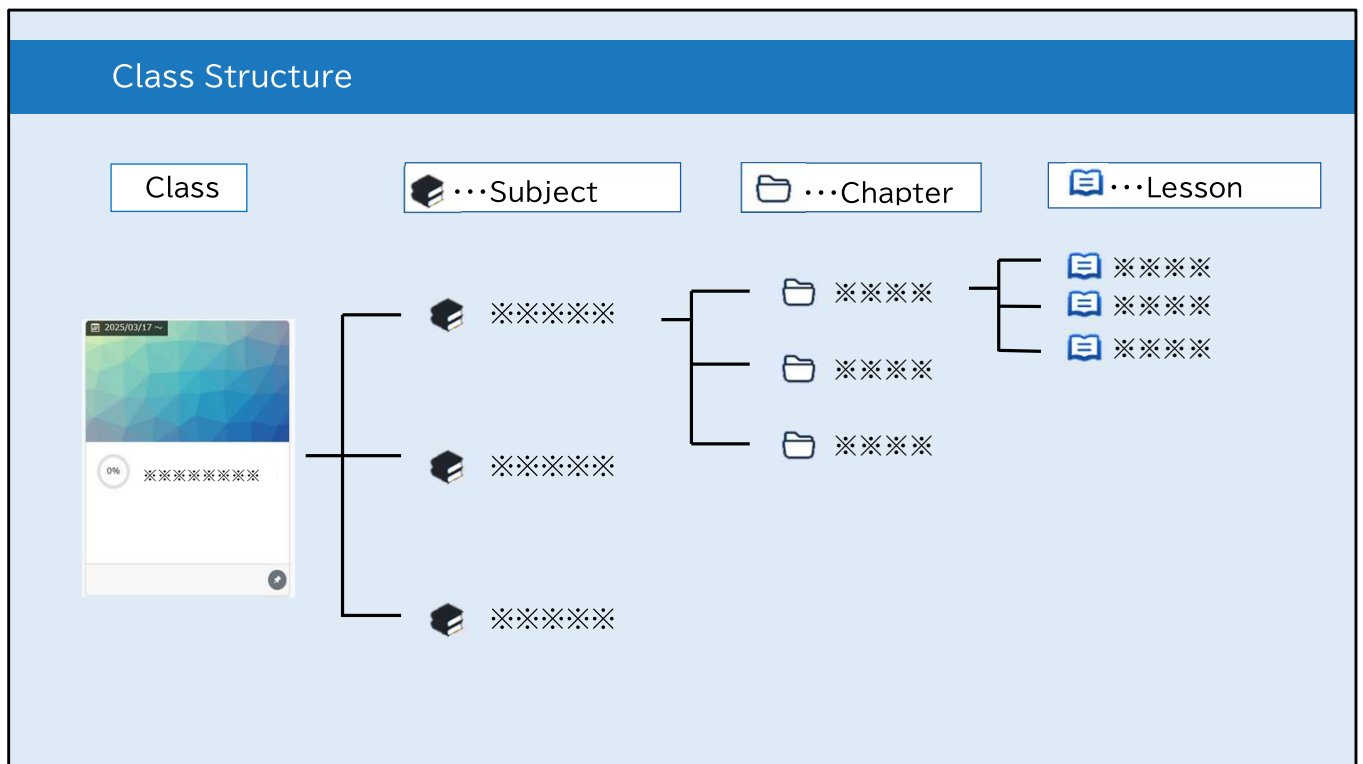 Class Structure
Class
…Subject
…Chapter
…Lesson
2025/03/17 ～
0%
※※※※※※※※
※※※※※
※※※※※
※※※※※
※※※※
※※※※
※※※※
※※※※
※※※※
※※※※